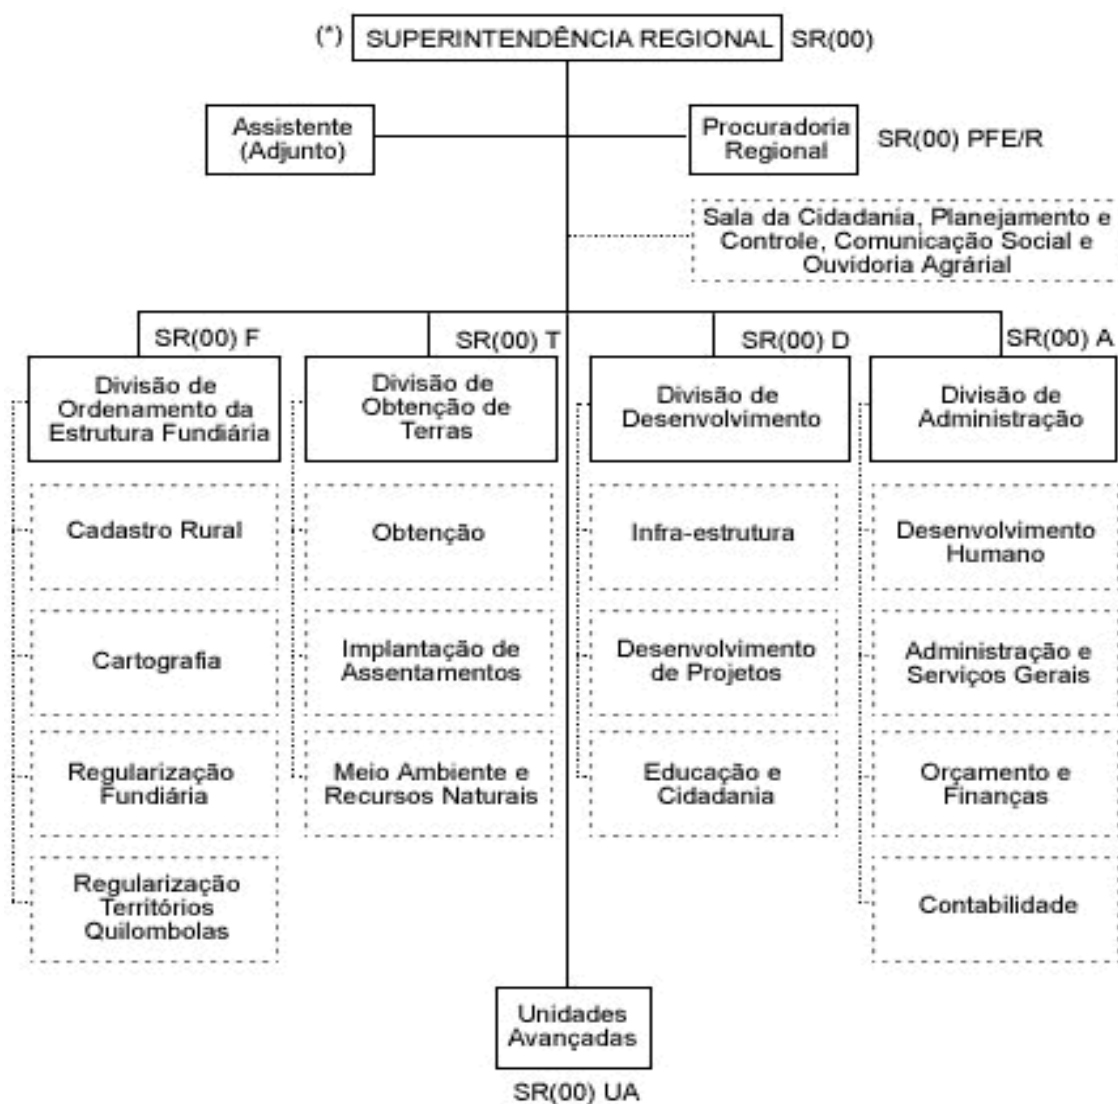 (*) SUPERINTENDÊNCIA REGIONAL SR(00)
Assistente
(Adjunto)
Procuradoria
Regional
SR(00) PFE/R
Sala da Cidadania, Planejamento e
Controle, Comunicação Social e
Ouvidoria Agrárial
SR(00) F
Divisão de
Ordenamento da
Estrutura Fundiária
SR(00) T
Divisão de
Obtenção de
Terras
SR(00) D
Divisão de
Desenvolvimento
SR(00) A
Divisão de
Administração
Cadastro Rural
Obtenção
Infra-estrutura
Desenvolvimento
Humano
Cartografia
Implantação de
Assentamentos
Desenvolvimento
de Projetos
Administração e
Serviços Gerais
Regularização
Fundiária
Meio Ambiente e
Recursos Naturais
Educação e
Cidadania
Orçamento e
Finanças
Regularização
Territórios
Quilombolas
Contabilidade
Unidades
Avançadas
SR(00) UA